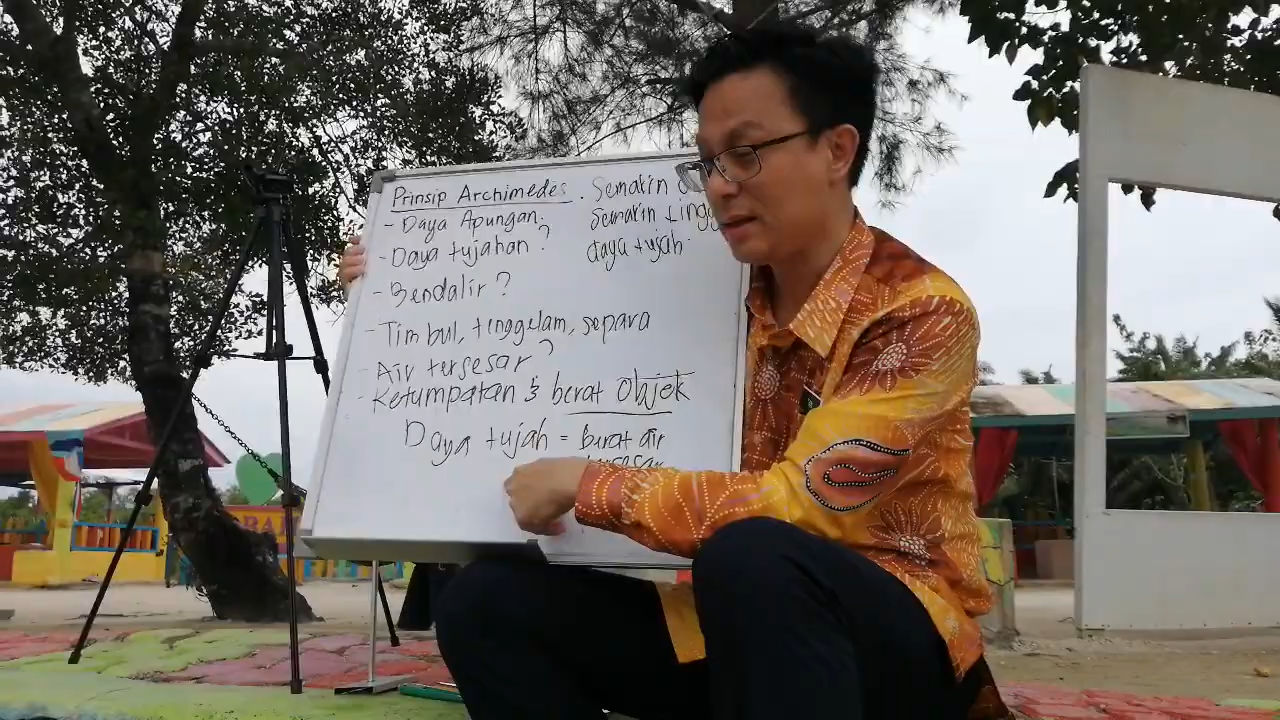 Prinsip Archimedes
- Daya Apungan.
- Daya tujahan?
- Bendalir?
- Timbul, tenggelam, separa
- Air tersesar?
- Ketumpatan & berat Objek
Daya tujah = berat air
tersesar
. Semakin
Semakin
daya tujah.